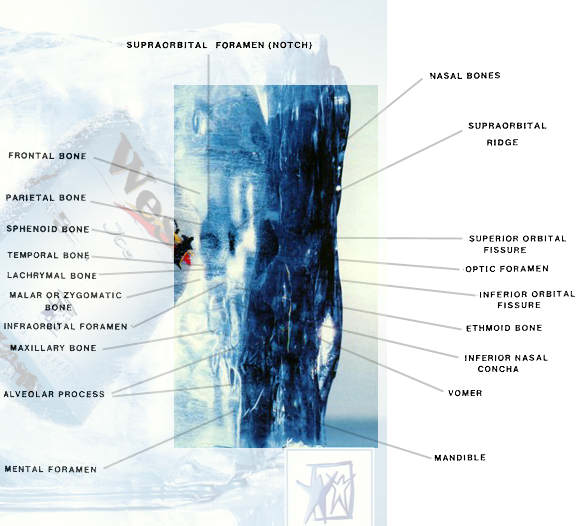 SUPRAORBITAL FORAMEN (NOTCH)
NASAL BONES
SUPRAORBITAL
RIDGE
FRONTAL BONE
PARIETAL BONE
SPHENOID BONE
TEMPORAL BONE
LACHRYMAL BONE
MALAR OR ZYGOMATIC
BONE
INFRAORBITAL FORAMEN
MAXILLARY BONE
ALVEOLAR PROCESS
MENTAL FORAMEN
SUPERIOR ORBITAL
FISSURE
OPTIC FORAMEN
INFERIOR ORBITAL
FISSURE
ETHMOID BONE
INFERIOR NASAL
CONCHA
VOMER
MANDIBLE